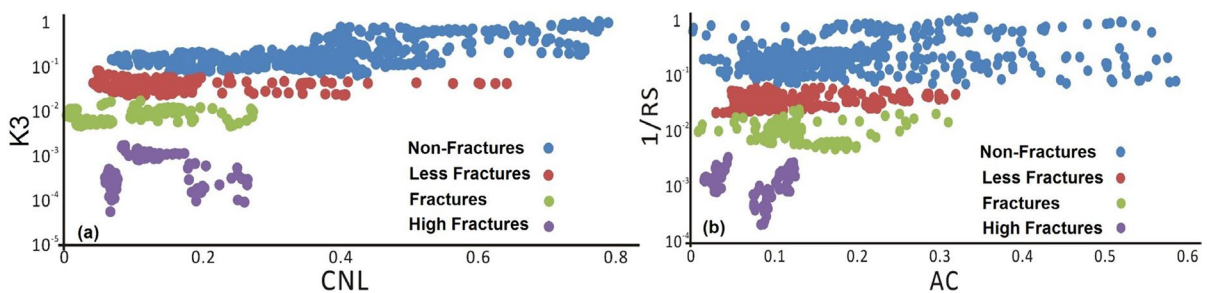 1
10-1
10-2
10-3
10-4
10-5
K3
Non-Fractures
Less Fractures
Fractures
High Fractures
(a)
0 0.2 0.4 0.6 0.8
CNL
1
10-1
10-2
10-3
10-4
1/RS
Non-Fractures
Less Fractures
Fractures
High Fractures
(b)
0 0.1 0.2 0.3 0.4 0.5 0.6
AC